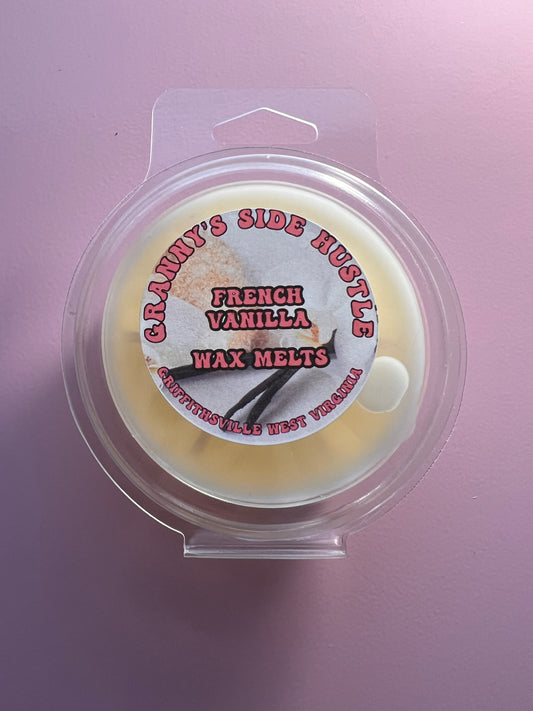 GRANNY'S SIDE HUSTLE
FRENCH
VANILLA
WAX MELTS
GRIFFITHSVILLE WEST VIRGINIA